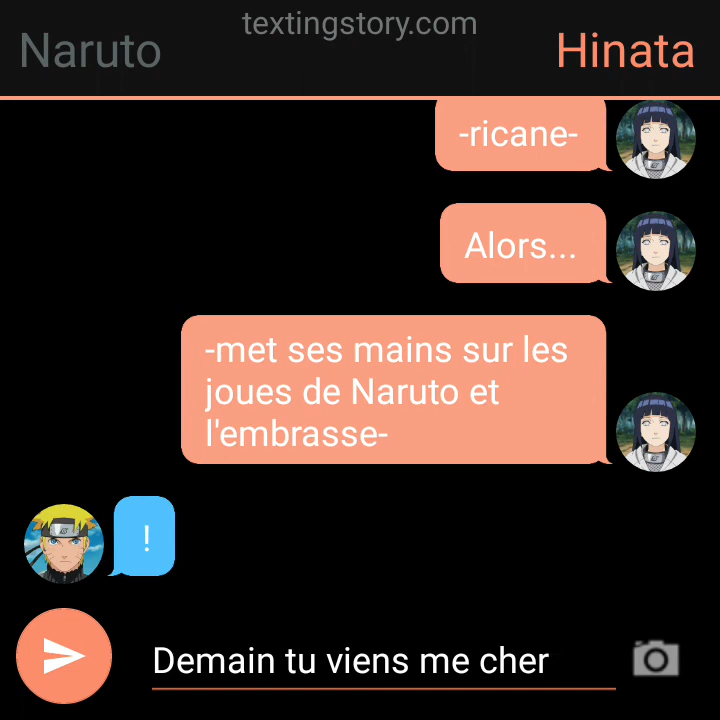 textingstory.com
Naruto
Hinata
-ricane-
Alors...
-met ses mains sur les
joues de Naruto et
l'embrasse-
!
Demain tu viens me cher